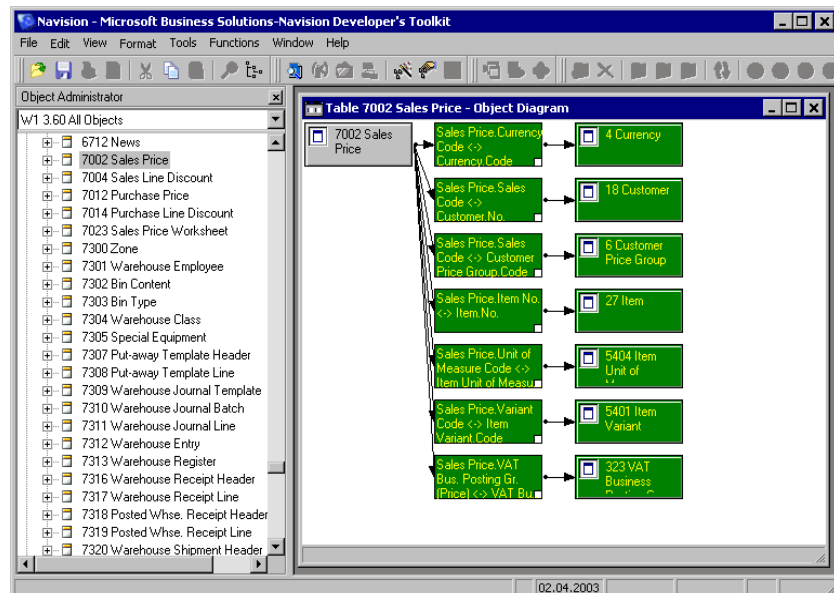 Navision - Microsoft Business Solutions-Navision Developer's Toolkit
File Edit View Format Tools Functions Window Help
Object Administrator
W1 3.60 All Objects
6712 News
7002 Sales Price
7004 Sales Line Discount
7012 Purchase Price
7014 Purchase Line Discount
7023 Sales Price Worksheet
7300 Zone
7301 Warehouse Employee
7302 Bin Content
7303 Bin Type
7304 Warehouse Class
7305 Special Equipment
7307 Put-away Template Header
7308 Put-away Template Line
7309 Warehouse Journal Template
7310 Warehouse Journal Batch
7311 Warehouse Journal Line
7312 Warehouse Entry
7313 Warehouse Register
7316 Warehouse Receipt Header
7317 Warehouse Receipt Line
7318 Posted Whse. Receipt Header
7319 Posted Whse. Receipt Line
7320 Warehouse Shipment Header
Table 7002 Sales Price - Object Diagram
7002 Sales
Price
Sales Price.Currency
Code <->
Currency.Code
4 Currency
Sales Price.Sales
Code <->
Customer.No.
18 Customer
Sales Price.Sales
Code <-> Customer
Price Group.Code
6 Customer
Price Group
Sales Price.Item No.
<-> Item.No.
27 Item
Sales Price.Unit of
Measure Code <->
Item Unit of Measu
5404 Item
Unit of
Sales Price.Variant
Code <-> Item
Variant.Code
5401 Item
Variant
Sales Price.VAT
Bus. Posting Gr.
(Price) <-> VAT Bu
323 VAT
Business
02.04.2003